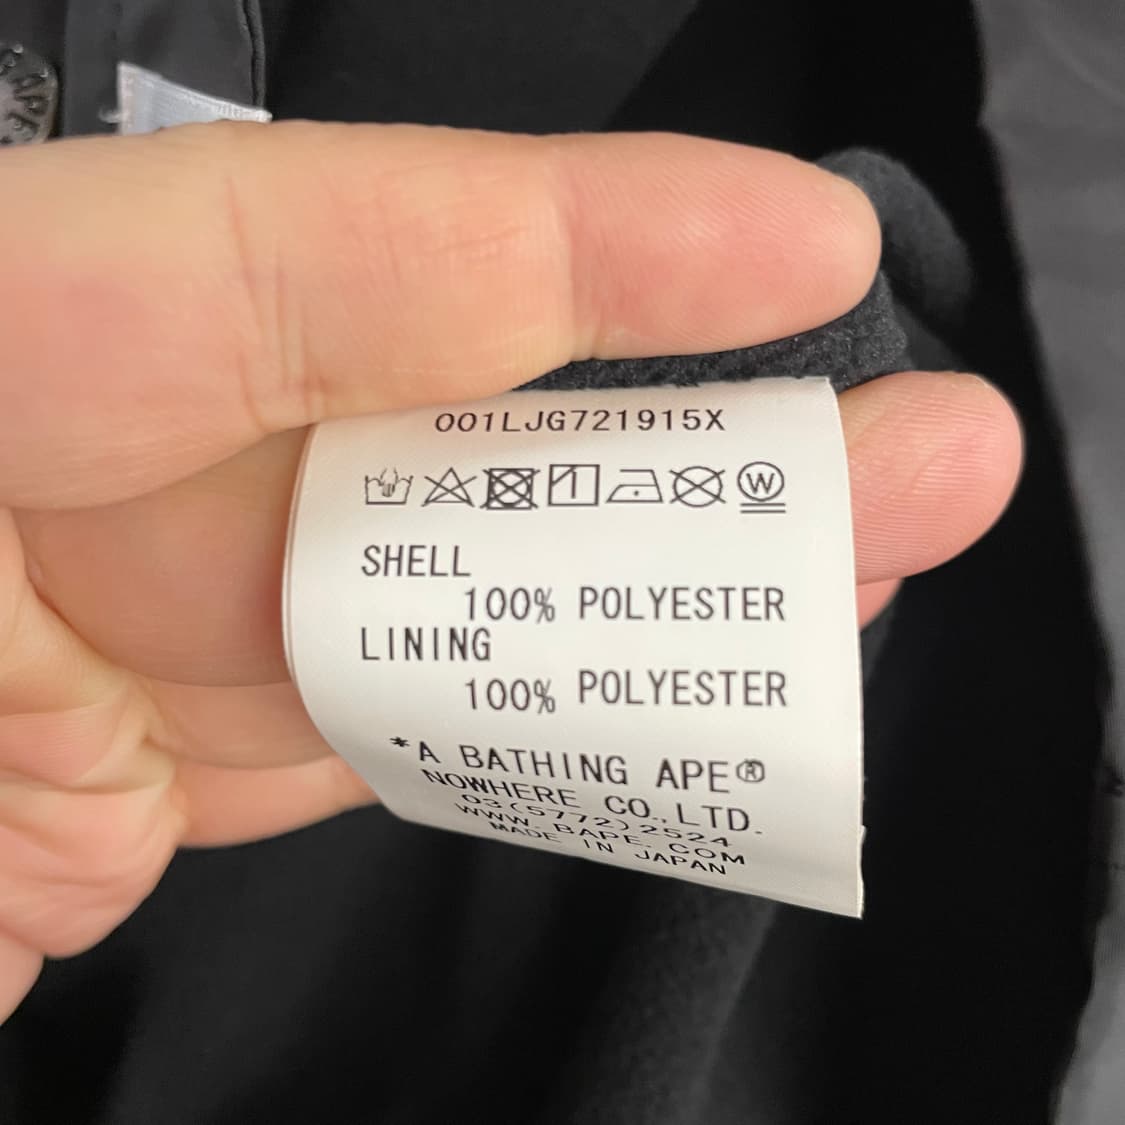 APE
001LJG721915X
W
SHELL
100% POLYESTER
LINING
100% POLYESTER
*A BATHING APE®
NOWHERE CO.,LTD.
03(5772)2524
WWW.BAPE.COM
MADE IN JAPAN